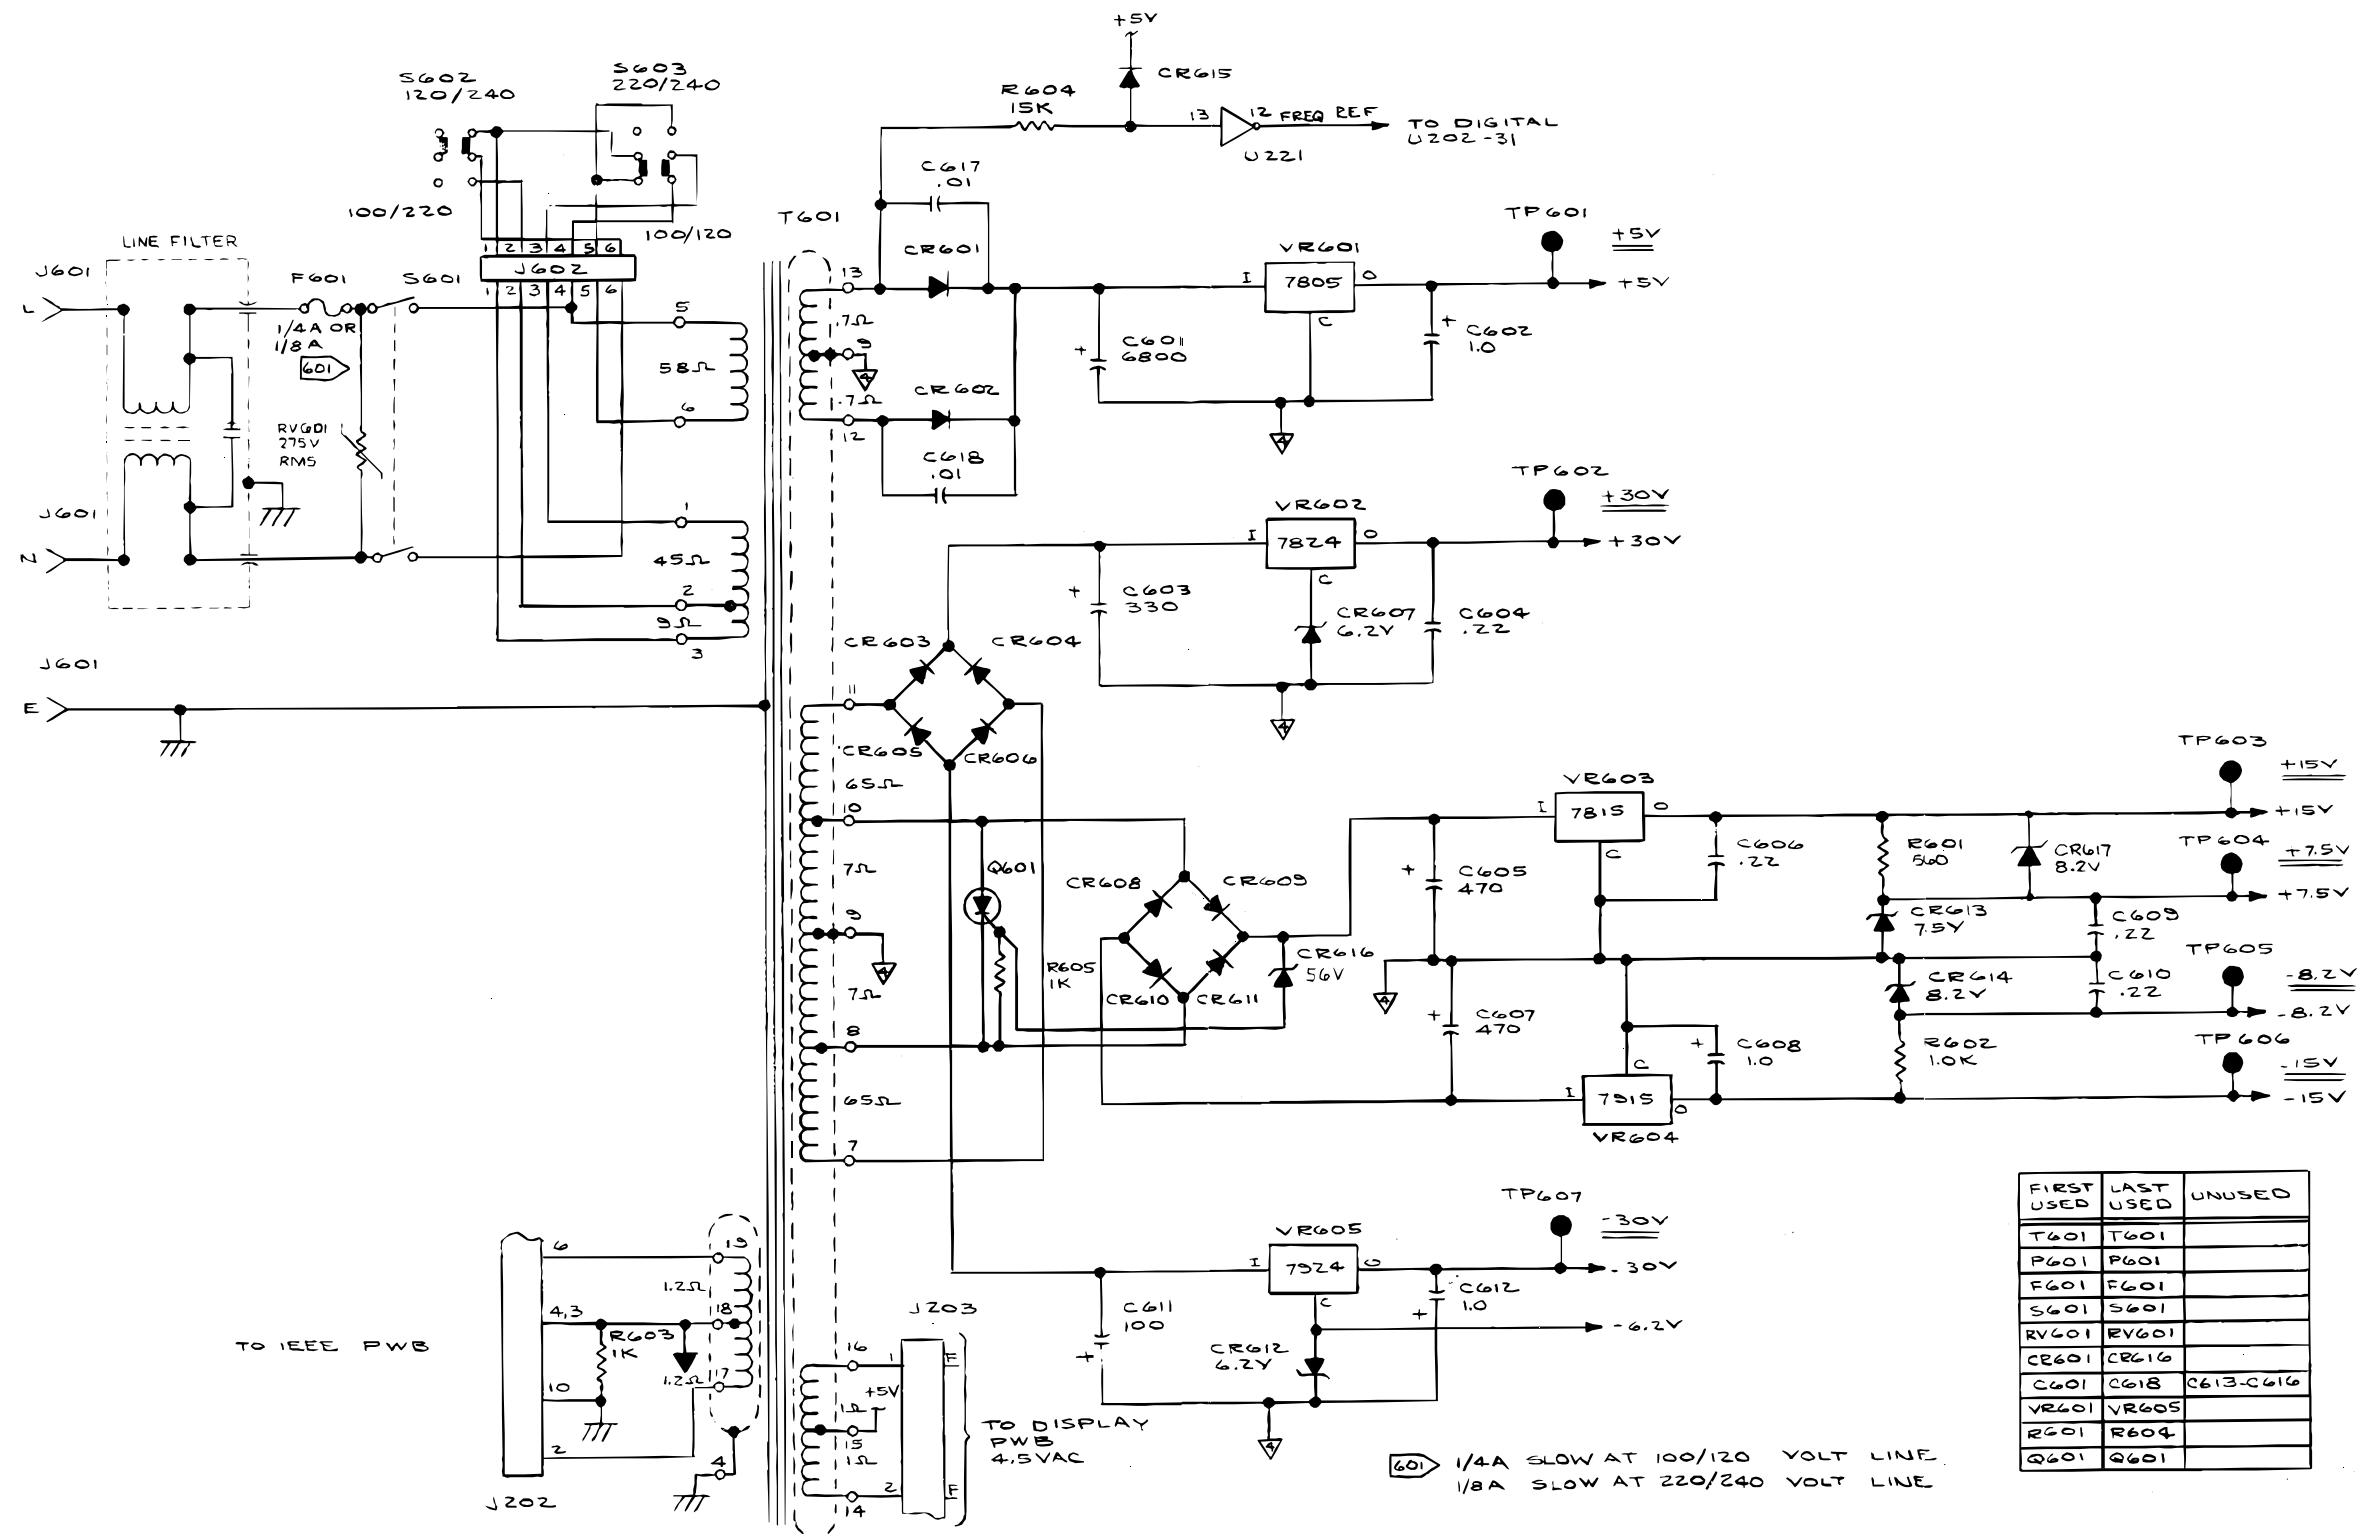 +5V
S602
120/240
S603
220/240
100/220
100/120
LINE FILTER
J601
L
F601
1/4A OR
1/8A
601
S601
RV601
275V
RMS
J601
N
J601
E
1 2 3 4 5 6
J602
1 2 3 4 5 6
5
58Ω
6
1
45Ω
2
9Ω
3
T601
R604
15K
CR615
13
12
FREQ REF
U221
TO DIGITAL
U202-31
C617
.01
CR601
13
.7Ω
9
4
.7Ω
12
CR602
C618
.01
C601
6800
+
VR601
7805
I
O
C
+
C602
1.0
4
TP601
+5V
+5V
VR602
7824
I
O
C
+
C603
330
CR607
6.2V
C604
.22
4
TP602
+30V
+30V
CR603
CR604
CR605
CR606
11
65Ω
10
7Ω
9
4
7Ω
8
65Ω
7
Q601
R605
1K
CR608
CR609
CR610
CR611
CR616
56V
+
C605
470
+
C607
470
4
VR603
7815
I
O
C
C606
.22
+
C608
1.0
C
7915
I
O
VR604
R601
560
CR617
8.2V
CR613
7.5V
CR614
8.2V
R602
1.0K
C609
.22
C610
.22
TP603
+15V
+15V
TP604
+7.5V
+7.5V
TP605
-8.2V
-8.2V
TP606
-15V
-15V
VR605
7924
I
O
C
C611
100
+
CR612
6.2V
C612
1.0
+
4
TP607
-30V
-30V
-6.2V
TO IEEE PWB
J202
6
4,3
10
2
R603
1K
19
1.2Ω
18
1.2Ω
17
4
J203
16
1
F
+5V
1Ω
15
1Ω
14
2
F
TO DISPLAY
PWB
4.5VAC
601 1/4A SLOW AT 100/120 VOLT LINE
1/8A SLOW AT 220/240 VOLT LINE
FIRST USED LAST USED UNUSED
T601 T601
P601 P601
F601 F601
S601 S601
RV601 RV601
CR601 CR616
C601 C618 C613-C616
VR601 VR605
R601 R604
Q601 Q601